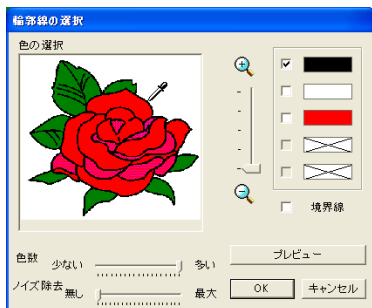 輪郭線の選択
色の選択
境界線
色数 少ない 多い
ノイズ除去 無し 最大
プレビュー
OK キャンセル